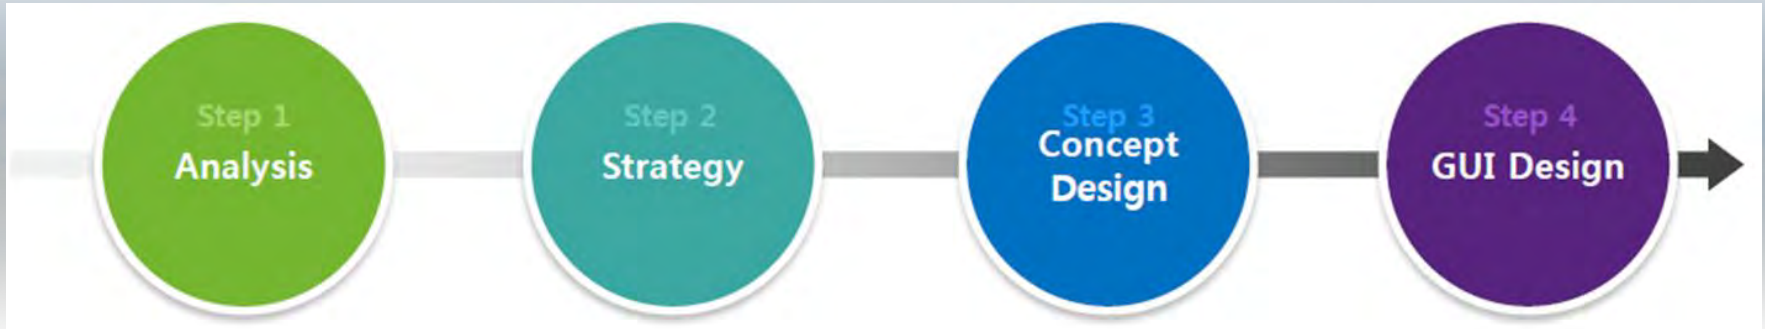 Step 1
Analysis
Step 2
Strategy
Step 3
Concept
Design
Step 4
GUI Design